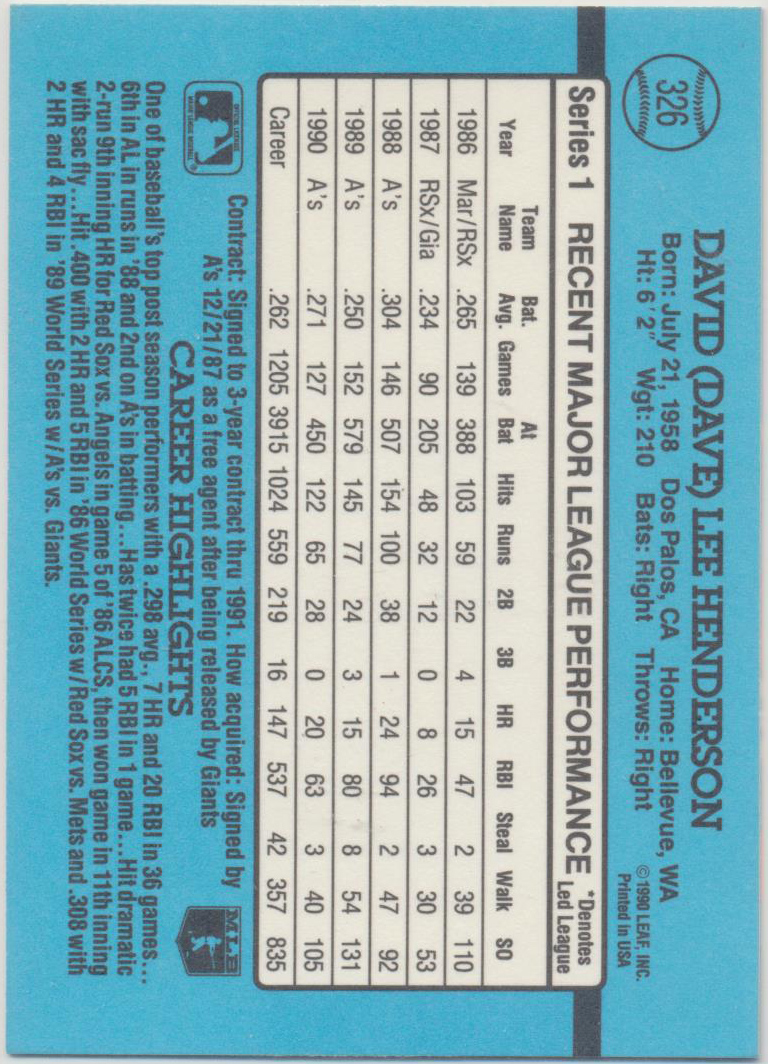 326
DAVID (DAVE) LEE HENDERSON
Born: July 21, 1958 Dos Palos, CA Home: Bellevue, WA
Ht: 6'2" Wgt: 210 Bats: Right Throws: Right
©1990 LEAF, INC.
Printed in USA
Series 1 RECENT MAJOR LEAGUE PERFORMANCE *Denotes Led League
Year Team Name Bat. Avg. Games At Bat Hits Runs 2B 3B HR RBI Steal Walk SO
1986 Mar/RSx .265 139 388 103 59 22 4 15 47 2 39 110
1987 RSx/Gia .234 90 205 48 32 12 0 8 26 3 30 53
1988 A's .304 146 507 154 100 38 1 24 94 2 47 92
1989 A's .250 152 579 145 77 24 3 15 80 8 54 131
1990 A's .271 127 450 122 65 28 0 20 63 3 40 105
Career .262 1205 3915 1024 559 219 16 147 537 42 357 835
Contract: Signed to 3-year contract thru 1991. How acquired: Signed by
A's 12/21/87 as a free agent after being released by Giants
CAREER HIGHLIGHTS
MLB
One of baseball's top post season performers with a .298 avg., 7 HR and 20 RBI in 36 games...
6th in AL in runs in '88 and 2nd on A's in batting...Has twice had 5 RBI in 1 game...Hit dramatic
2-run 9th inning HR for Red Sox vs. Angels in game 5 of '86 ALCS, then won game in 11th inning
with sac fly...Hit .400 with 2 HR and 5 RBI in '86 World Series w/Red Sox vs. Mets and .308 with
2 HR and 4 RBI in '89 World Series w/A's vs. Giants.